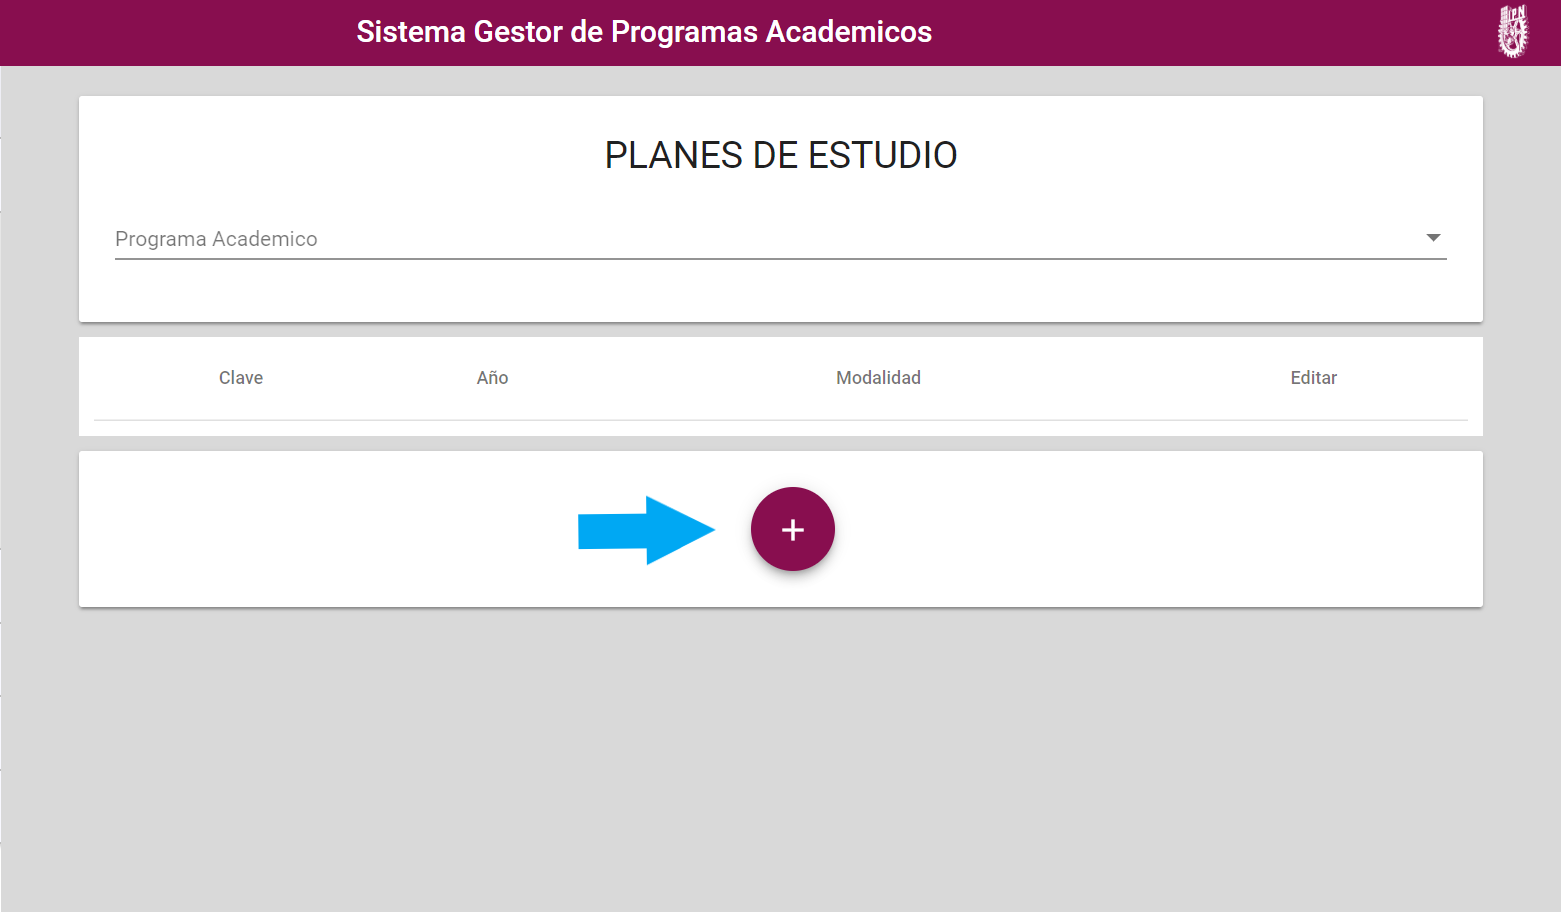 Sistema Gestor de Programas Academicos
IPN
PLANES DE ESTUDIO
Programa Academico
Clave Año Modalidad Editar
+